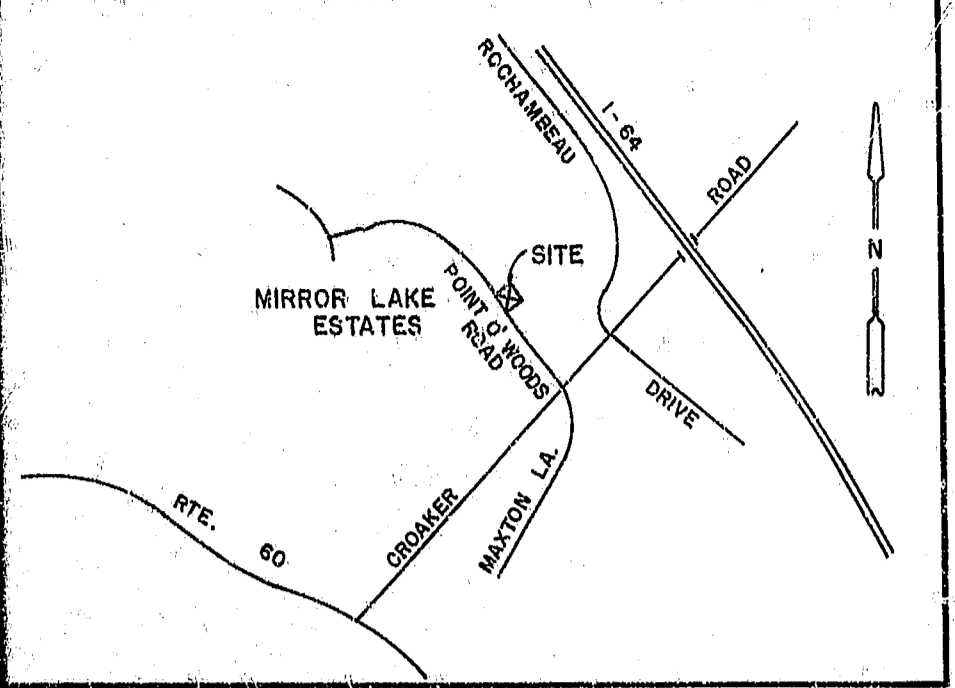 ROCHAMBEAU
I-64
ROAD
N
SITE
MIRROR LAKE
ESTATES
POINT O' WOODS
ROAD
DRIVE
RTE. 60
CROAKER
MAXTON LA.